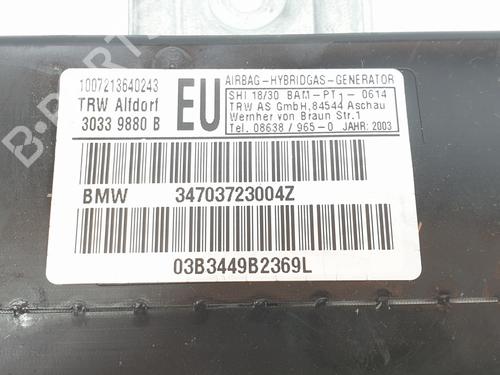 1007213640243
TRW Alfdorf
3033 9880 B
EU
AIRBAG-HYBRIDGAS-GENERATOR
SHI 18/30 BAM-PT1-0614
TRW AS GmbH,84544 Aschau
Wernher von Braun Str.1
Tel. 08638/965-0 JAHR: 2003
BMW 34703723004Z
03B3449B2369L
B-PARTS